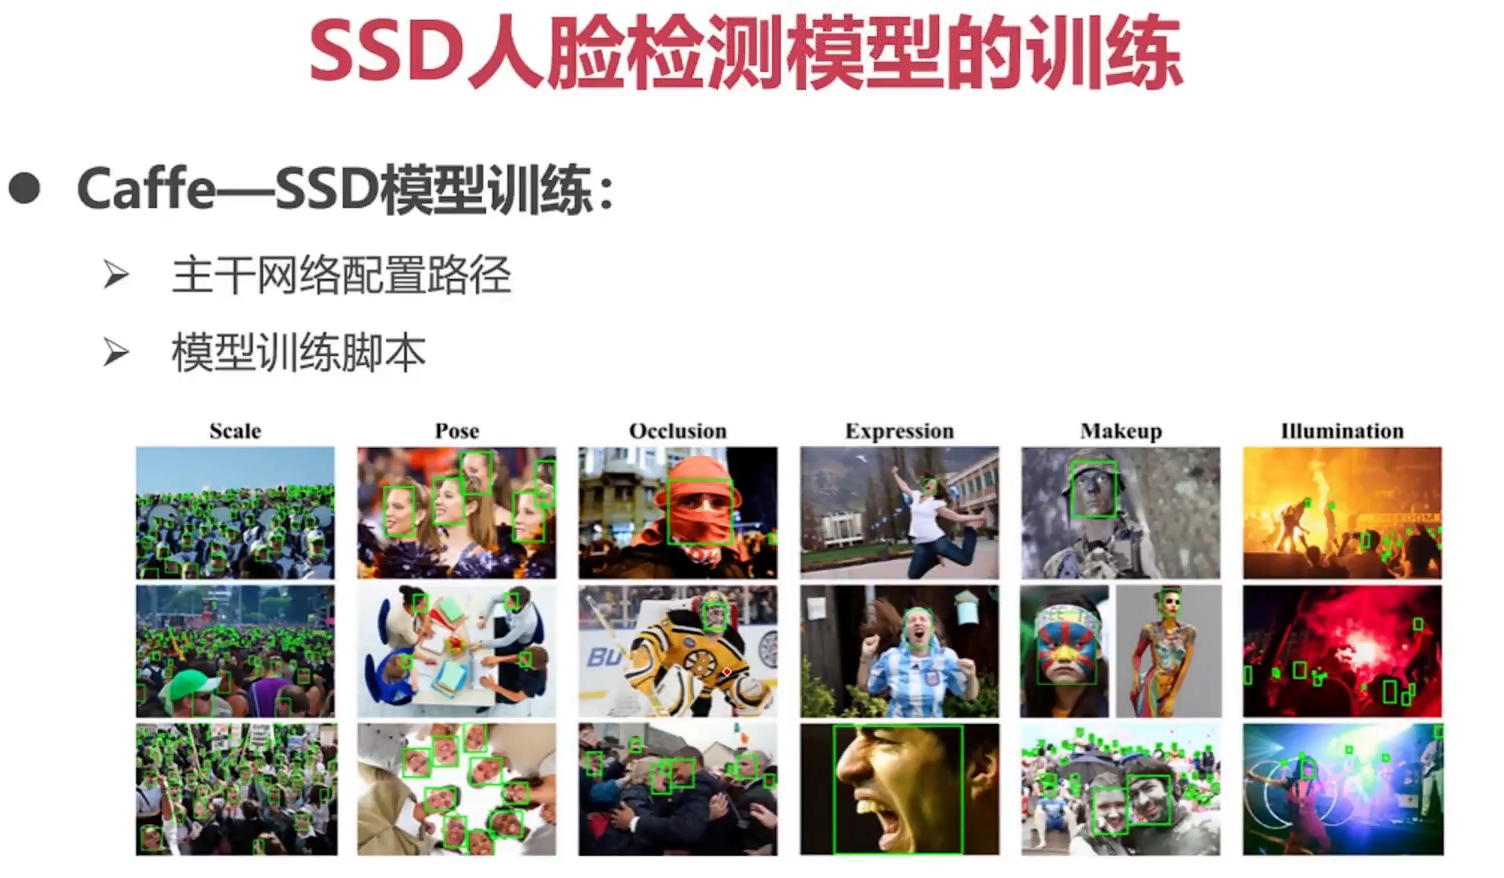 SSD人脸检测模型的训练
● Caffe—SSD模型训练：
➢ 主干网络配置路径
➢ 模型训练脚本
Scale Pose Occlusion Expression Makeup Illumination